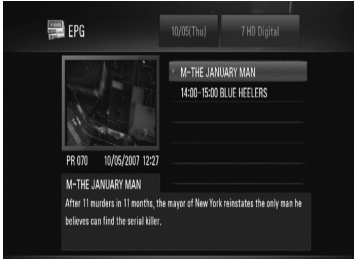 EPG
10/05(Thu)
7 HD Digital
M-THE JANUARY MAN
14:00-15:00 BLUE HEELERS
PR 070 10/05/2007 12:27
M-THE JANUARY MAN
After 11 murders in 11 months, the mayor of New York reinstates the only man he
believes can find the serial killer.